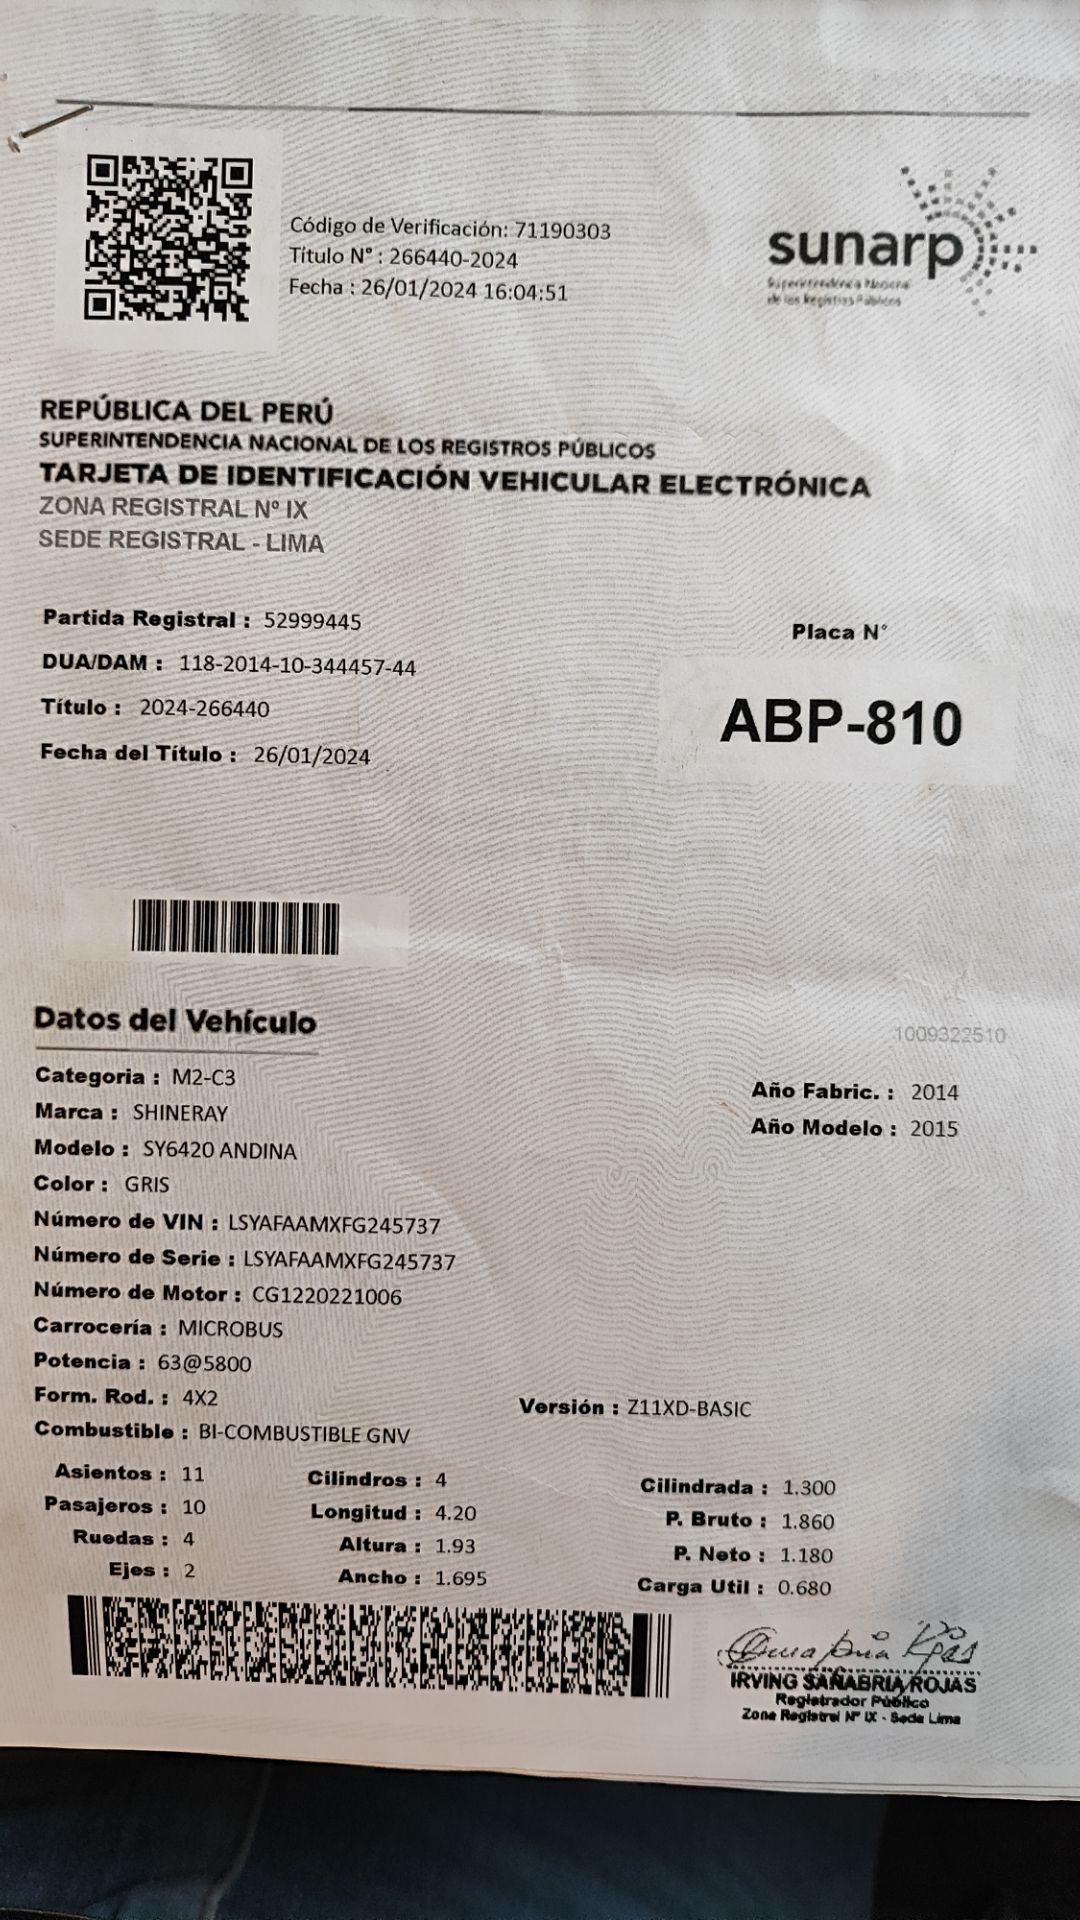 Código de Verificación: 71190303
Título N° : 266440-2024
Fecha : 26/01/2024 16:04:51
sunarp
Superintendencia Nacional
de los Registros Públicos
REPÚBLICA DEL PERÚ
SUPERINTENDENCIA NACIONAL DE LOS REGISTROS PÚBLICOS
TARJETA DE IDENTIFICACIÓN VEHICULAR ELECTRÓNICA
ZONA REGISTRAL Nº IX
SEDE REGISTRAL - LIMA
Partida Registral : 52999445
DUA/DAM : 118-2014-10-344457-44
Título : 2024-266440
Fecha del Título : 26/01/2024
Placa N°
ABP-810
Datos del Vehículo
1009322510
Categoria : M2-C3
Marca : SHINERAY
Modelo : SY6420 ANDINA
Color : GRIS
Número de VIN : LSYAFAAMXFG245737
Número de Serie : LSYAFAAMXFG245737
Número de Motor : CG1220221006
Carrocería : MICROBUS
Potencia : 63@5800
Form. Rod. : 4X2
Combustible : BI-COMBUSTIBLE GNV
Año Fabric. : 2014
Año Modelo : 2015
Versión : Z11XD-BASIC
Asientos : 11
Pasajeros : 10
Ruedas : 4
Ejes : 2
Cilindros : 4
Longitud : 4.20
Altura : 1.93
Ancho : 1.695
Cilindrada : 1.300
P. Bruto : 1.860
P. Neto : 1.180
Carga Util : 0.680
IRVING SAÑABRIA ROJAS
Registrador Público
Zona Registral Nº IX - Sede Lima